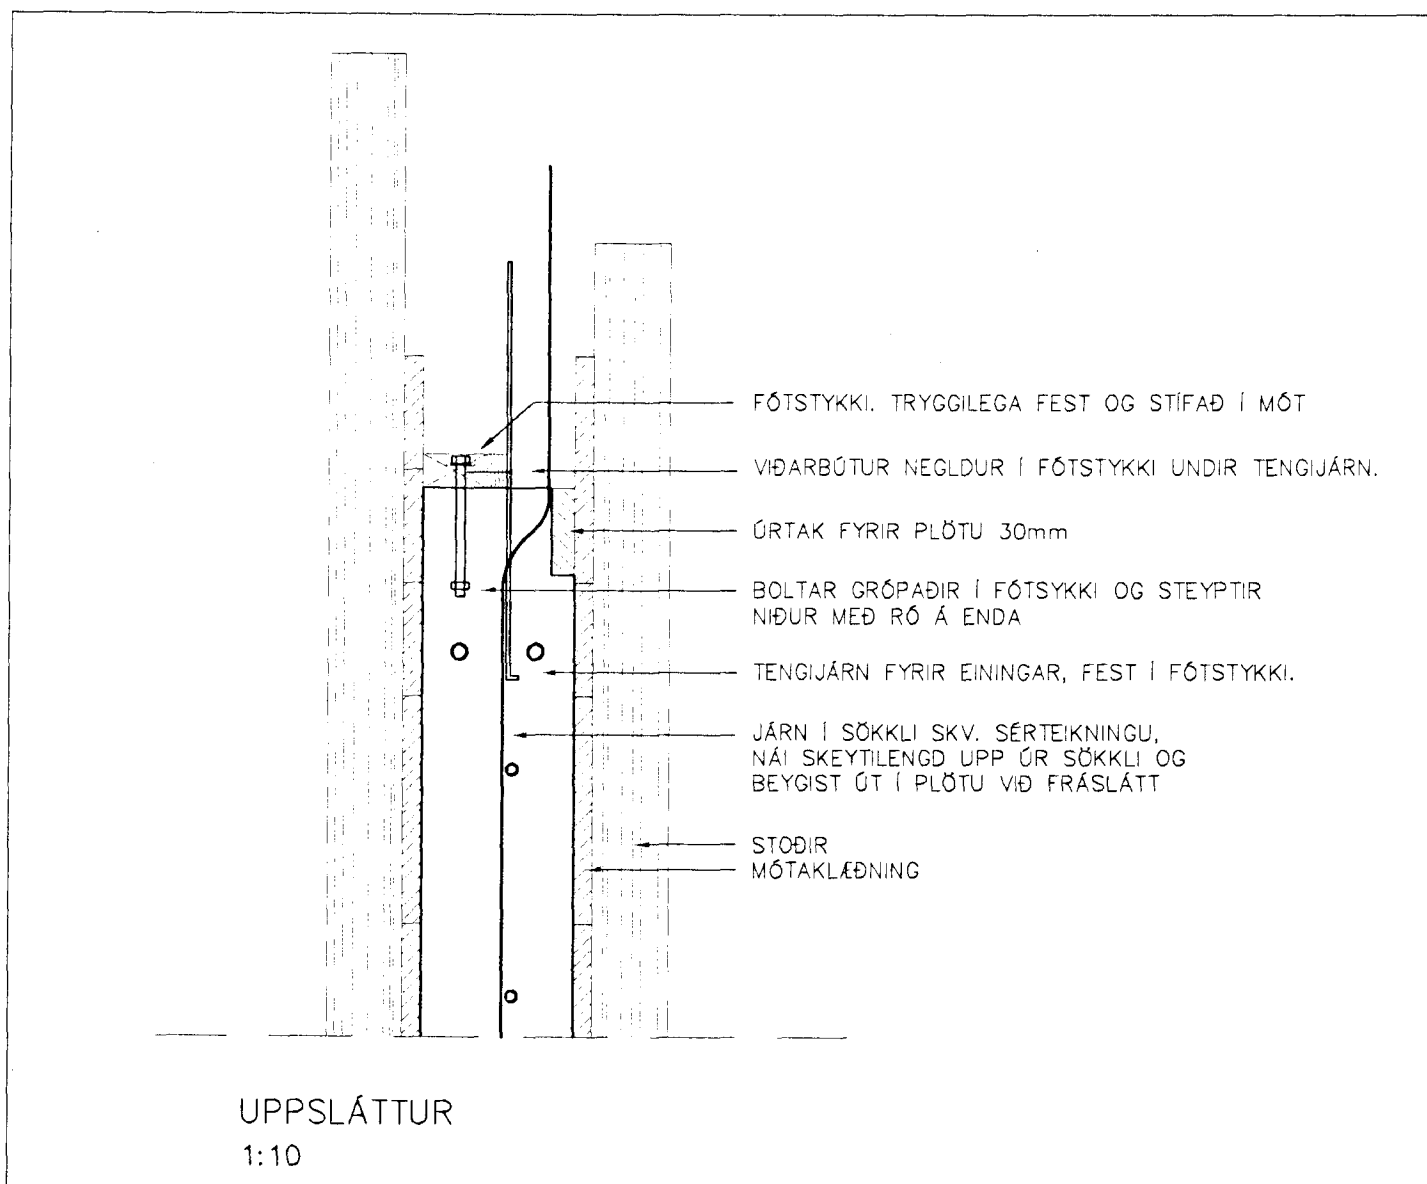 FÓTSTYKKI. TRYGGILEGA FEST OG STÍFAÐ Í MÓT
VIÐARBÚTUR NEGLDUR Í FÓTSTYKKI UNDIR TENGIJÁRN.
ÚRTAK FYRIR PLÖTU 30mm
BOLTAR GRÓPAÐIR Í FÓTSYKKI OG STEYPTIR
NIÐUR MEÐ RÓ Á ENDA
TENGIJÁRN FYRIR EININGAR, FEST Í FÓTSTYKKI.
JÁRN Í SÖKKLI SKV. SÉRTEIKNINGU,
NÁI SKEYTILENGD UPP ÚR SÖKKLI OG
BEYGIST ÚT Í PLÖTU VIÐ FRÁSLÁTT
STOÐIR
MÓTAKLÆÐNING
UPPSLÁTTUR
1:10